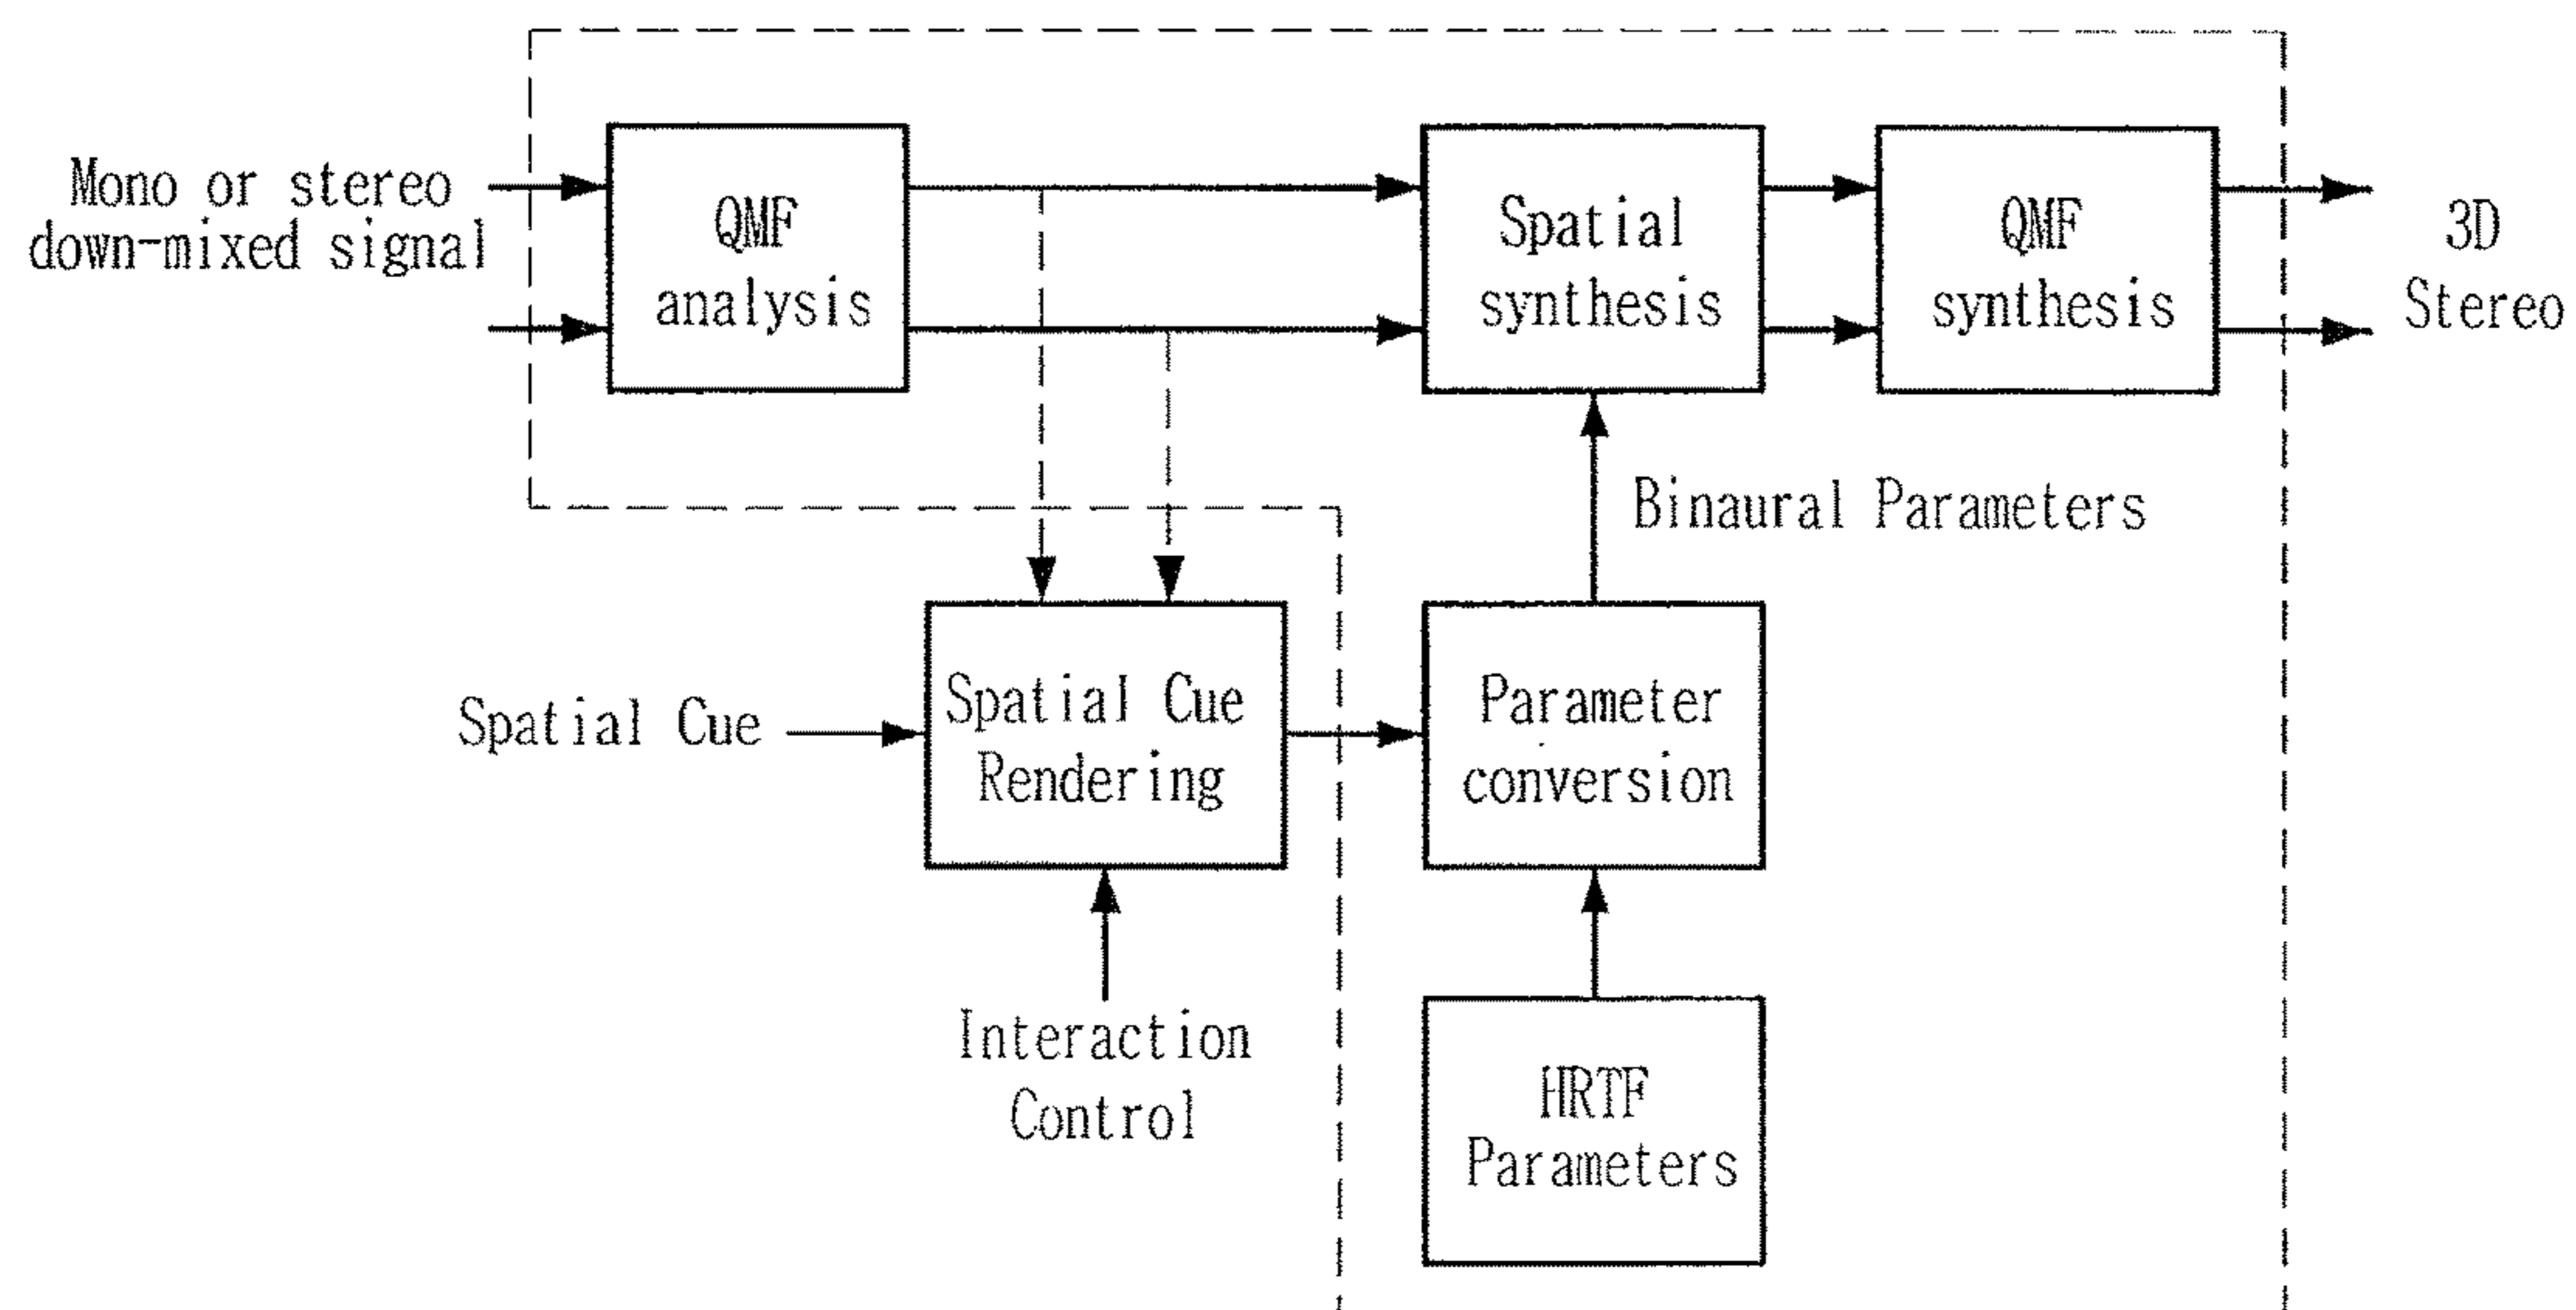 Mono or stereo
down-mixed signal
QMF
analysis
Spatial
synthesis
QMF
synthesis
3D
Stereo
Binaural Parameters
Spatial Cue
Spatial Cue
Rendering
Parameter
conversion
Interaction
Control
HRTF
Parameters